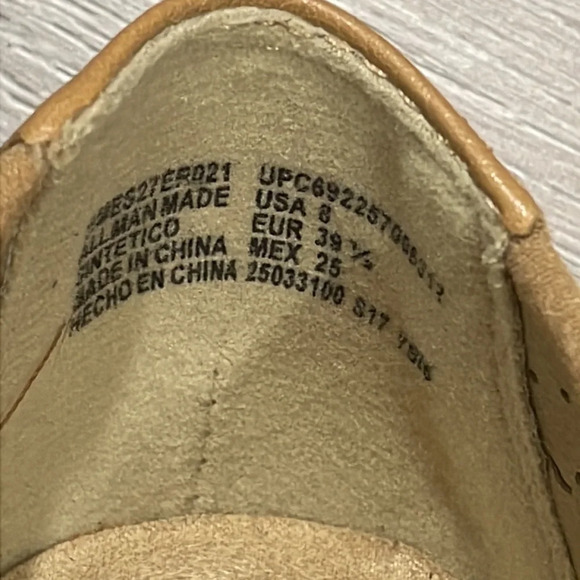 ALL MAN MADE
SINTETICO
MADE IN CHINA
HECHO EN CHINA 25033100 S17
USA 8
EUR 39 ½
MEX 25